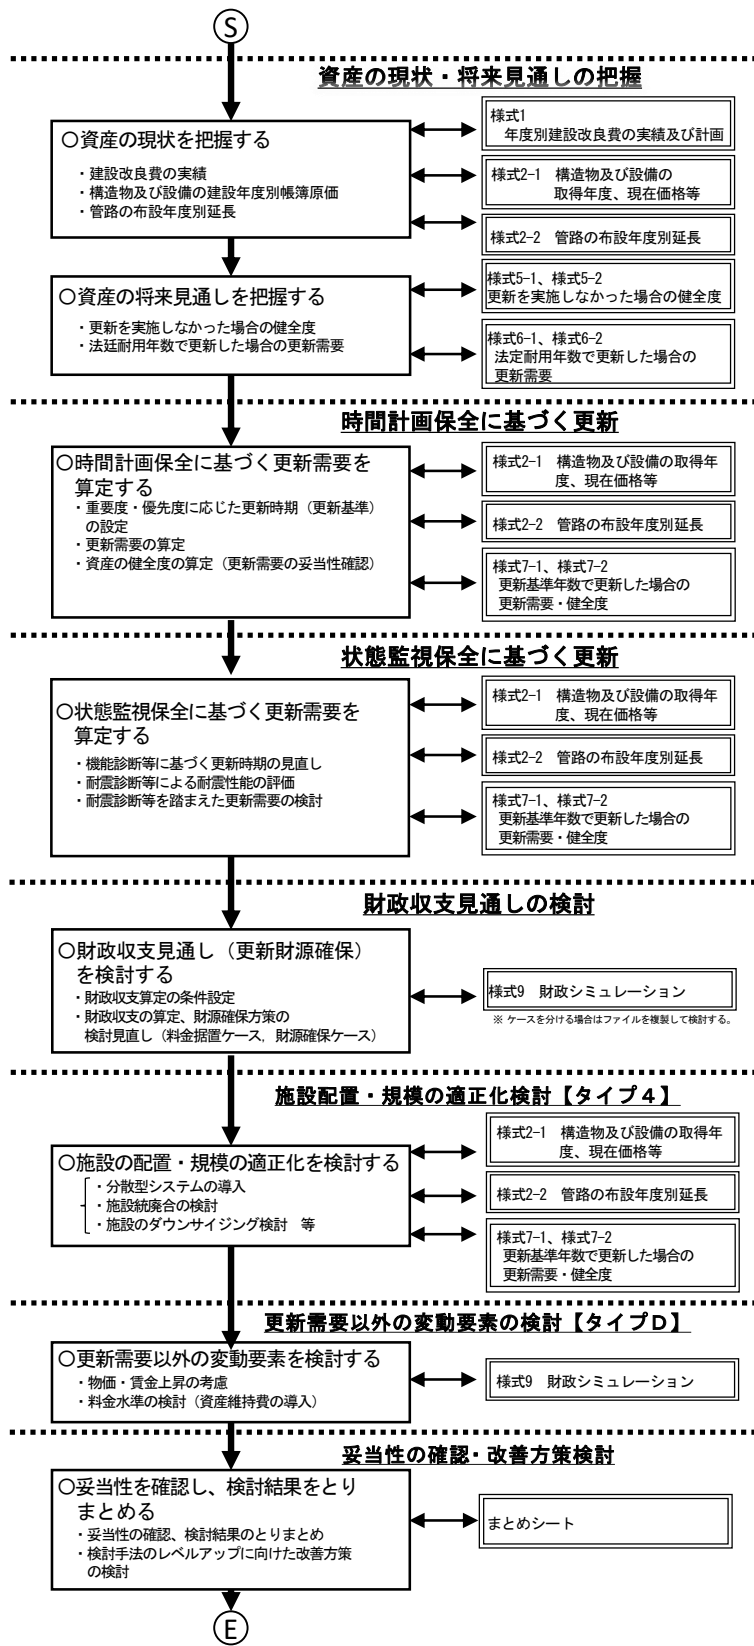 S
資産の現状・将来見通しの把握
○資産の現状を把握する
・建設改良費の実績
・構造物及び設備の建設年度別帳簿原価
・管路の布設年度別延長
様式1
年度別建設改良費の実績及び計画
様式2-1　構造物及び設備の
取得年度、現在価格等
様式2-2　管路の布設年度別延長
○資産の将来見通しを把握する
・更新を実施しなかった場合の健全度
・法廷耐用年数で更新した場合の更新需要
様式5-1、様式5-2
更新を実施しなかった場合の健全度
様式6-1、様式6-2
法定耐用年数で更新した場合の
更新需要
時間計画保全に基づく更新
○時間計画保全に基づく更新需要を
算定する
・重要度・優先度に応じた更新時期（更新基準）
の設定
・更新需要の算定
・資産の健全度の算定（更新需要の妥当性確認）
様式2-1　構造物及び設備の取得年
度、現在価格等
様式2-2　管路の布設年度別延長
様式7-1、様式7-2
更新基準年数で更新した場合の
更新需要・健全度
状態監視保全に基づく更新
○状態監視保全に基づく更新需要を
算定する
・機能診断等に基づく更新時期の見直し
・耐震診断等による耐震性能の評価
・耐震診断等を踏まえた更新需要の検討
様式2-1　構造物及び設備の取得年
度、現在価格等
様式2-2　管路の布設年度別延長
様式7-1、様式7-2
更新基準年数で更新した場合の
更新需要・健全度
財政収支見通しの検討
○財政収支見通し（更新財源確保）
を検討する
・財政収支算定の条件設定
・財政収支の算定、財源確保方策の
検討見直し（料金据置ケース，財源確保ケース）
様式9　財政シミュレーション
※ ケースを分ける場合はファイルを複製して検討する。
施設配置・規模の適正化検討【タイプ４】
○施設の配置・規模の適正化を検討する
・分散型システムの導入
・施設統廃合の検討
・施設のダウンサイジング検討　等
様式2-1　構造物及び設備の取得年
度、現在価格等
様式2-2　管路の布設年度別延長
様式7-1、様式7-2
更新基準年数で更新した場合の
更新需要・健全度
更新需要以外の変動要素の検討【タイプＤ】
○更新需要以外の変動要素を検討する
・物価・賃金上昇の考慮
・料金水準の検討（資産維持費の導入）
様式9　財政シミュレーション
妥当性の確認・改善方策検討
○妥当性を確認し、検討結果をとり
まとめる
・妥当性の確認、検討結果のとりまとめ
・検討手法のレベルアップに向けた改善方策
の検討
まとめシート
E